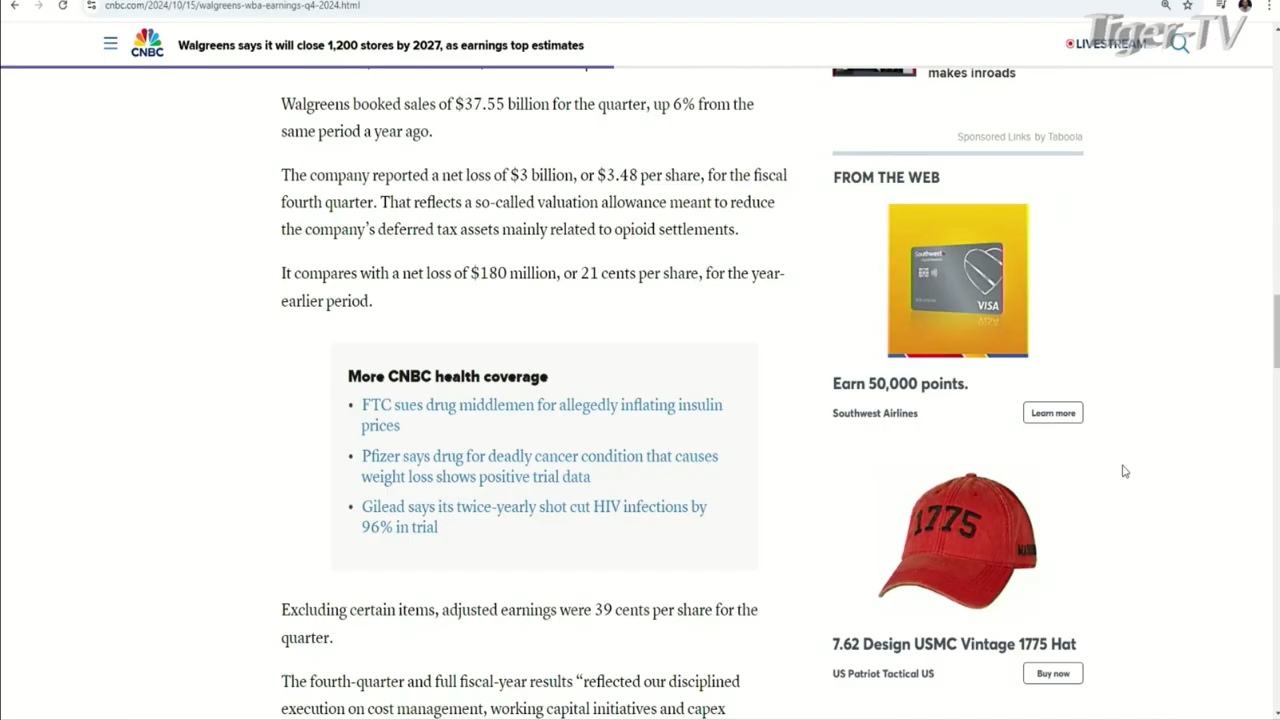 cnbc.com/2024/10/15/walgreens-wba-earnings-q4-2024.html
Tiger-TV
CNBC
Walgreens says it will close 1,200 stores by 2027, as earnings top estimates
LIVESTREAM
makes inroads
Walgreens booked sales of $37.55 billion for the quarter, up 6% from the
same period a year ago.
The company reported a net loss of $3 billion, or $3.48 per share, for the fiscal
fourth quarter. That reflects a so-called valuation allowance meant to reduce
the company’s deferred tax assets mainly related to opioid settlements.
It compares with a net loss of $180 million, or 21 cents per share, for the year-
earlier period.
More CNBC health coverage
• FTC sues drug middlemen for allegedly inflating insulin
prices
• Pfizer says drug for deadly cancer condition that causes
weight loss shows positive trial data
• Gilead says its twice-yearly shot cut HIV infections by
96% in trial
Excluding certain items, adjusted earnings were 39 cents per share for the
quarter.
The fourth-quarter and full fiscal-year results “reflected our disciplined
execution on cost management, working capital initiatives and capex
Sponsored Links by Taboola
FROM THE WEB
Southwest
VISA
Earn 50,000 points.
Southwest Airlines
Learn more
1775
7.62 Design USMC Vintage 1775 Hat
US Patriot Tactical US
Buy now